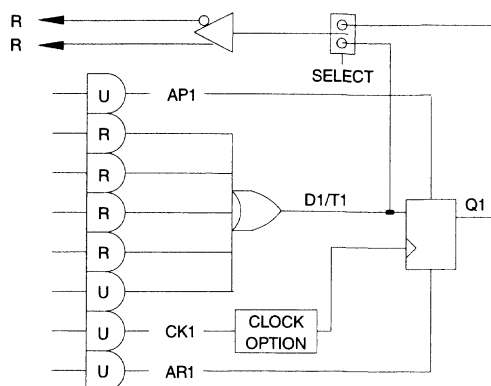 R
R
SELECT
U AP1
R
R
R D1/T1 Q1
R
U
U CK1 CLOCK
OPTION
U AR1